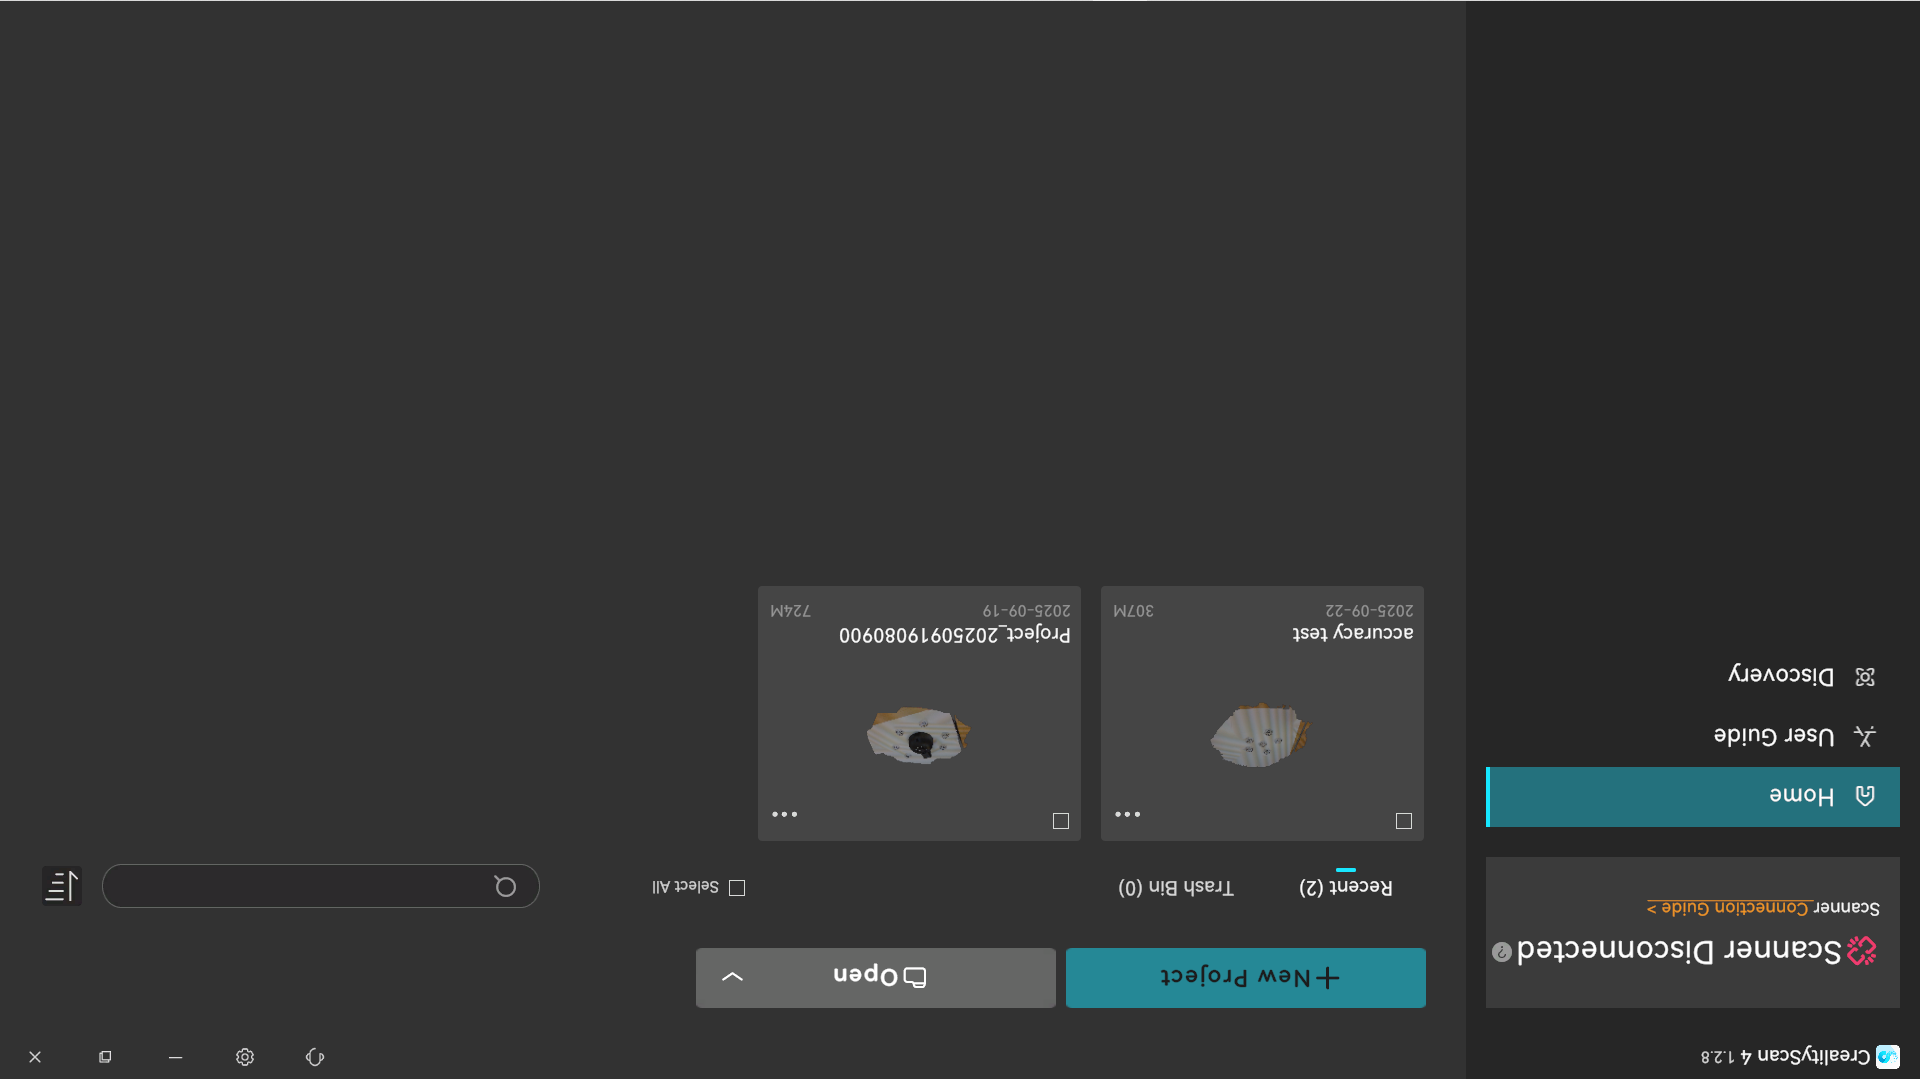 CrealityScan 4 1.2.8
Scanner Disconnected ?
Scanner Connection Guide >
Home
User Guide
Discovery
New Project
Open
Recent (2)
Trash Bin (0)
Select All
accuracy test
2025-09-22 307M
Project_20250919080900
2025-09-19 724M